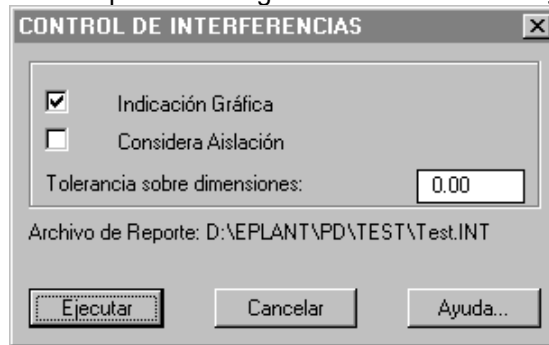 CONTROL DE INTERFERENCIAS
Indicación Gráfica
Considera Aislación
Tolerancia sobre dimensiones: 0.00
Archivo de Reporte: D:\EPLANT\PD\TEST\Test.INT
Ejecutar Cancelar Ayuda...